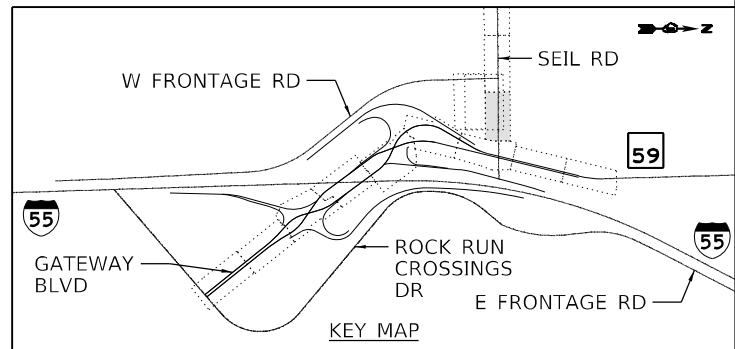 N
SEIL RD
W FRONTAGE RD
59
55
GATEWAY
BLVD
ROCK RUN
CROSSINGS
DR
55
E FRONTAGE RD
KEY MAP